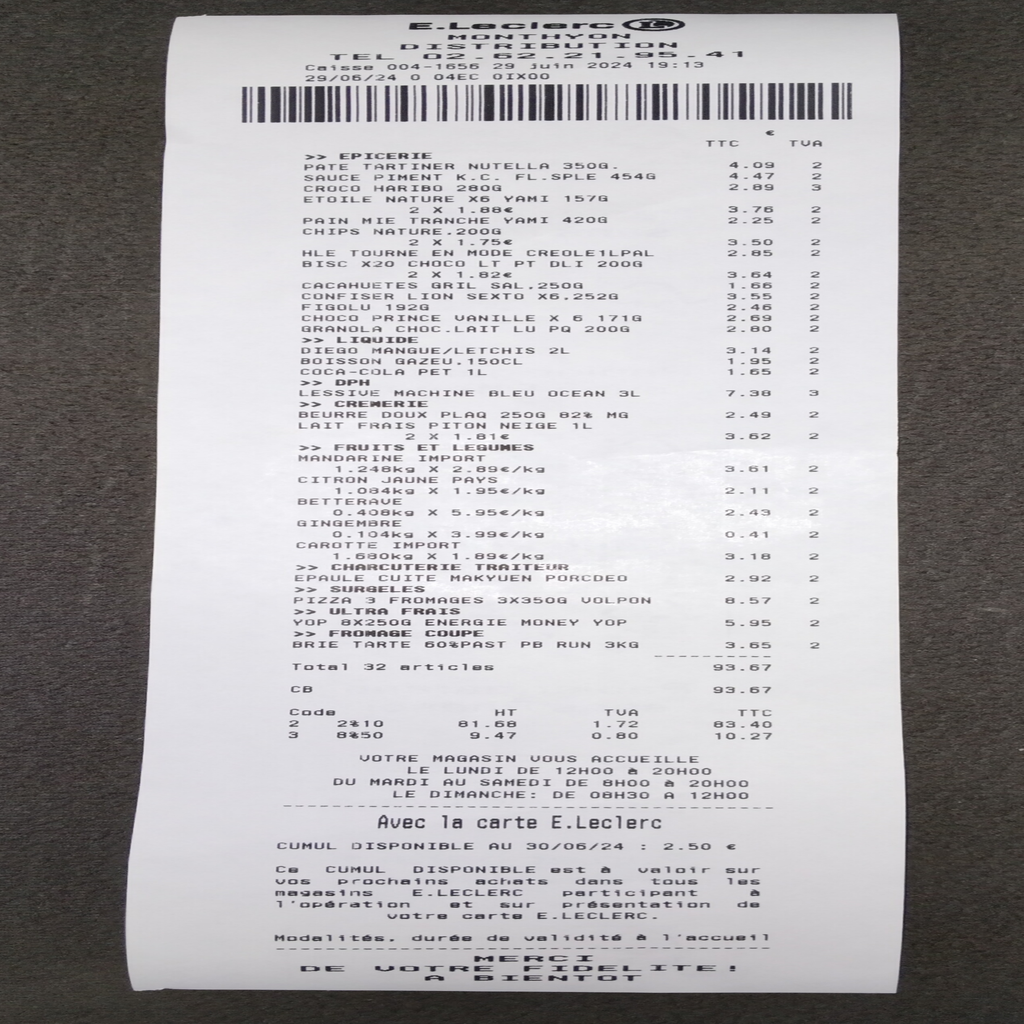 E.Leclerc L
MONTHYON
DISTRIBUTION
TEL 02.62.21.95.41
Caisse 004-1656 29 juin 2024 19:13
29/06/24 0 04EC 0IX00
€
TTC TVA
>> EPICERIE
PATE TARTINER NUTELLA 350G. 4.09 2
SAUCE PIMENT K.C. FL.SPLE 454G 4.47 2
CROCO HARIBO 280G 2.89 3
ETOILE NATURE X6 YAMI 157G
2 X 1.88€ 3.76 2
PAIN MIE TRANCHE YAMI 420G 2.25 2
CHIPS NATURE.200G
2 X 1.75€ 3.50 2
HLE TOURNE EN MODE CREOLE1LPAL 2.85 2
BISC X20 CHOCO LT PT DLI 200G
2 X 1.82€ 3.64 2
CACAHUETES GRIL SAL.250G 1.66 2
CONFISER LION SEXTO X6.252G 3.55 2
FIGOLU 192G 2.46 2
CHOCO PRINCE VANILLE X 6 171G 2.69 2
GRANOLA CHOC.LAIT LU PQ 200G 2.80 2
>> LIQUIDE
DIEGO MANGUE/LETCHIS 2L 3.14 2
BOISSON GAZEU.150CL 1.95 2
COCA-COLA PET 1L 1.65 2
>> DPH
LESSIVE MACHINE BLEU OCEAN 3L 7.38 3
>> CREMERIE
BEURRE DOUX PLAQ 250G 82% MG 2.49 2
LAIT FRAIS PITON NEIGE 1L
2 X 1.81€ 3.62 2
>> FRUITS ET LEGUMES
MANDARINE IMPORT
1.248kg X 2.89€/kg 3.61 2
CITRON JAUNE PAYS
1.084kg X 1.95€/kg 2.11 2
BETTERAVE
0.408kg X 5.95€/kg 2.43 2
GINGEMBRE
0.104kg X 3.99€/kg 0.41 2
CAROTTE IMPORT
1.680kg X 1.89€/kg 3.18 2
>> CHARCUTERIE TRAITEUR
EPAULE CUITE MAKYUEN PORCDEO 2.92 2
>> SURGELES
PIZZA 3 FROMAGES 3X350G VOLPON 8.57 2
>> ULTRA FRAIS
YOP 8X250G ENERGIE MONEY YOP 5.95 2
>> FROMAGE COUPE
BRIE TARTE 60%PAST PB RUN 3KG 3.65 2
Total 32 articles 93.67
CB 93.67
Code HT TVA TTC
2 2%10 81.68 1.72 83.40
3 8%50 9.47 0.80 10.27
VOTRE MAGASIN VOUS ACCUEILLE
LE LUNDI DE 12H00 à 20H00
DU MARDI AU SAMEDI DE 8H00 à 20H00
LE DIMANCHE: DE 08H30 A 12H00
Avec la carte E.Leclerc
CUMUL DISPONIBLE AU 30/06/24 : 2.50 €
Ce CUMUL DISPONIBLE est à valoir sur
vos prochains achats dans tous les
magasins E.LECLERC participant à
l'opération et sur présentation de
votre carte E.LECLERC.
Modalités, durée de validité à l'accueil
MERCI
DE VOTRE FIDELITE!
A BIENTOT